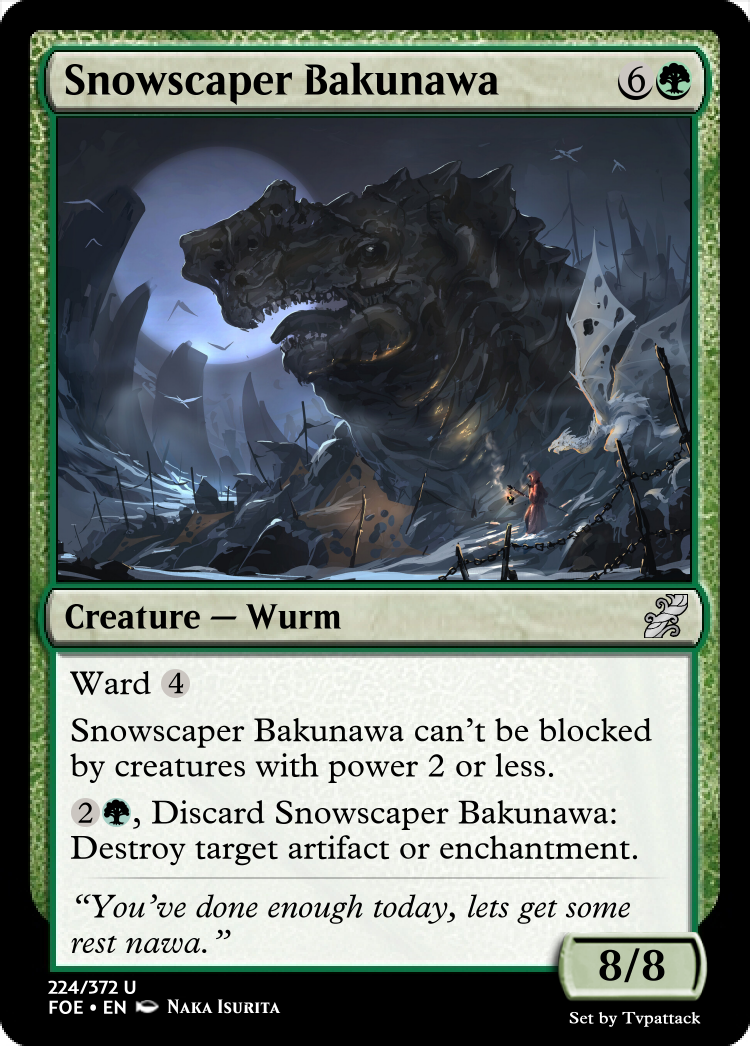 Snowscaper Bakunawa 6
Creature — Wurm
Ward 4
Snowscaper Bakunawa can't be blocked
by creatures with power 2 or less.
2, Discard Snowscaper Bakunawa:
Destroy target artifact or enchantment.
“You've done enough today, lets get some
rest nawa.”
8/8
224/372 U
FOE • EN Naka Isurita
Set by Tvpattack